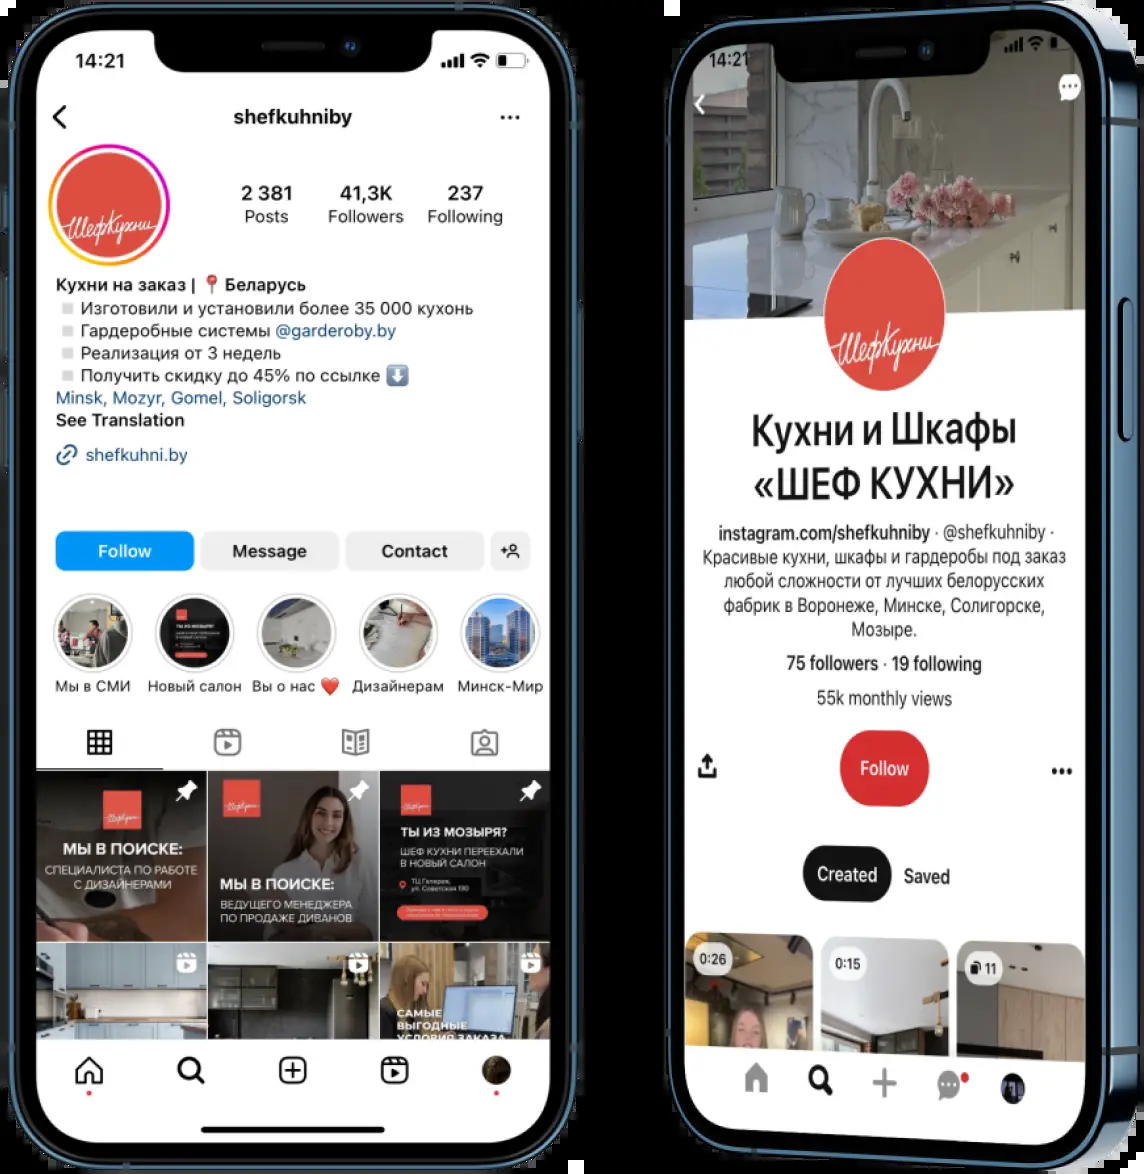 14:21
shefkuhniby
ШефКухни
2 381
41,3K
237
Posts
Followers
Following
Кухни на заказ | Беларусь
Изготовили и установили более 35 000 кухонь
Гардеробные системы @garderoby.by
Реализация от 3 недель
Получить скидку до 45% по ссылке
Minsk, Mozyr, Gomel, Soligorsk
See Translation
shefkuhni.by
Follow
Message
Contact
ТЫ ИЗ МОЗЫРЯ?
Мы в СМИ
Новый салон
Вы о нас
Дизайнерам
Минск-Мир
ШефКухни
МЫ В ПОИСКЕ:
СПЕЦИАЛИСТА ПО РАБОТЕ
С ДИЗАЙНЕРАМИ
ШефКухни
МЫ В ПОИСКЕ:
ВЕДУЩЕГО МЕНЕДЖЕРА
ПО ПРОДАЖЕ ДИВАНОВ
ШефКухни
ТЫ ИЗ МОЗЫРЯ?
ШЕФ КУХНИ ПЕРЕЕХАЛИ
В НОВЫЙ САЛОН
ТЦ Галерея,
ул. Советская 130
САМЫЕ
ВЫГОДНЫЕ
УСЛОВИЯ ЗАКАЗА
14:21
ШефКухни
Кухни и Шкафы
«ШЕФ КУХНИ»
instagram.com/shefkuhniby · @shefkuhniby ·
Красивые кухни, шкафы и гардеробы под заказ
любой сложности от лучших белорусских
фабрик в Воронеже, Минске, Солигорске,
Мозыре.
75 followers · 19 following
55k monthly views
Follow
Created
Saved
0:26
0:15
11